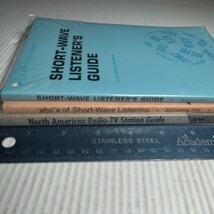 SHORT-WAVE
LISTENER'S
GUIDE
SHORT-WAVE LISTENER'S GUIDE
abc's of Short-Wave Listening
North American Radio-TV Station Guide
STAINLESS STEEL
Academ